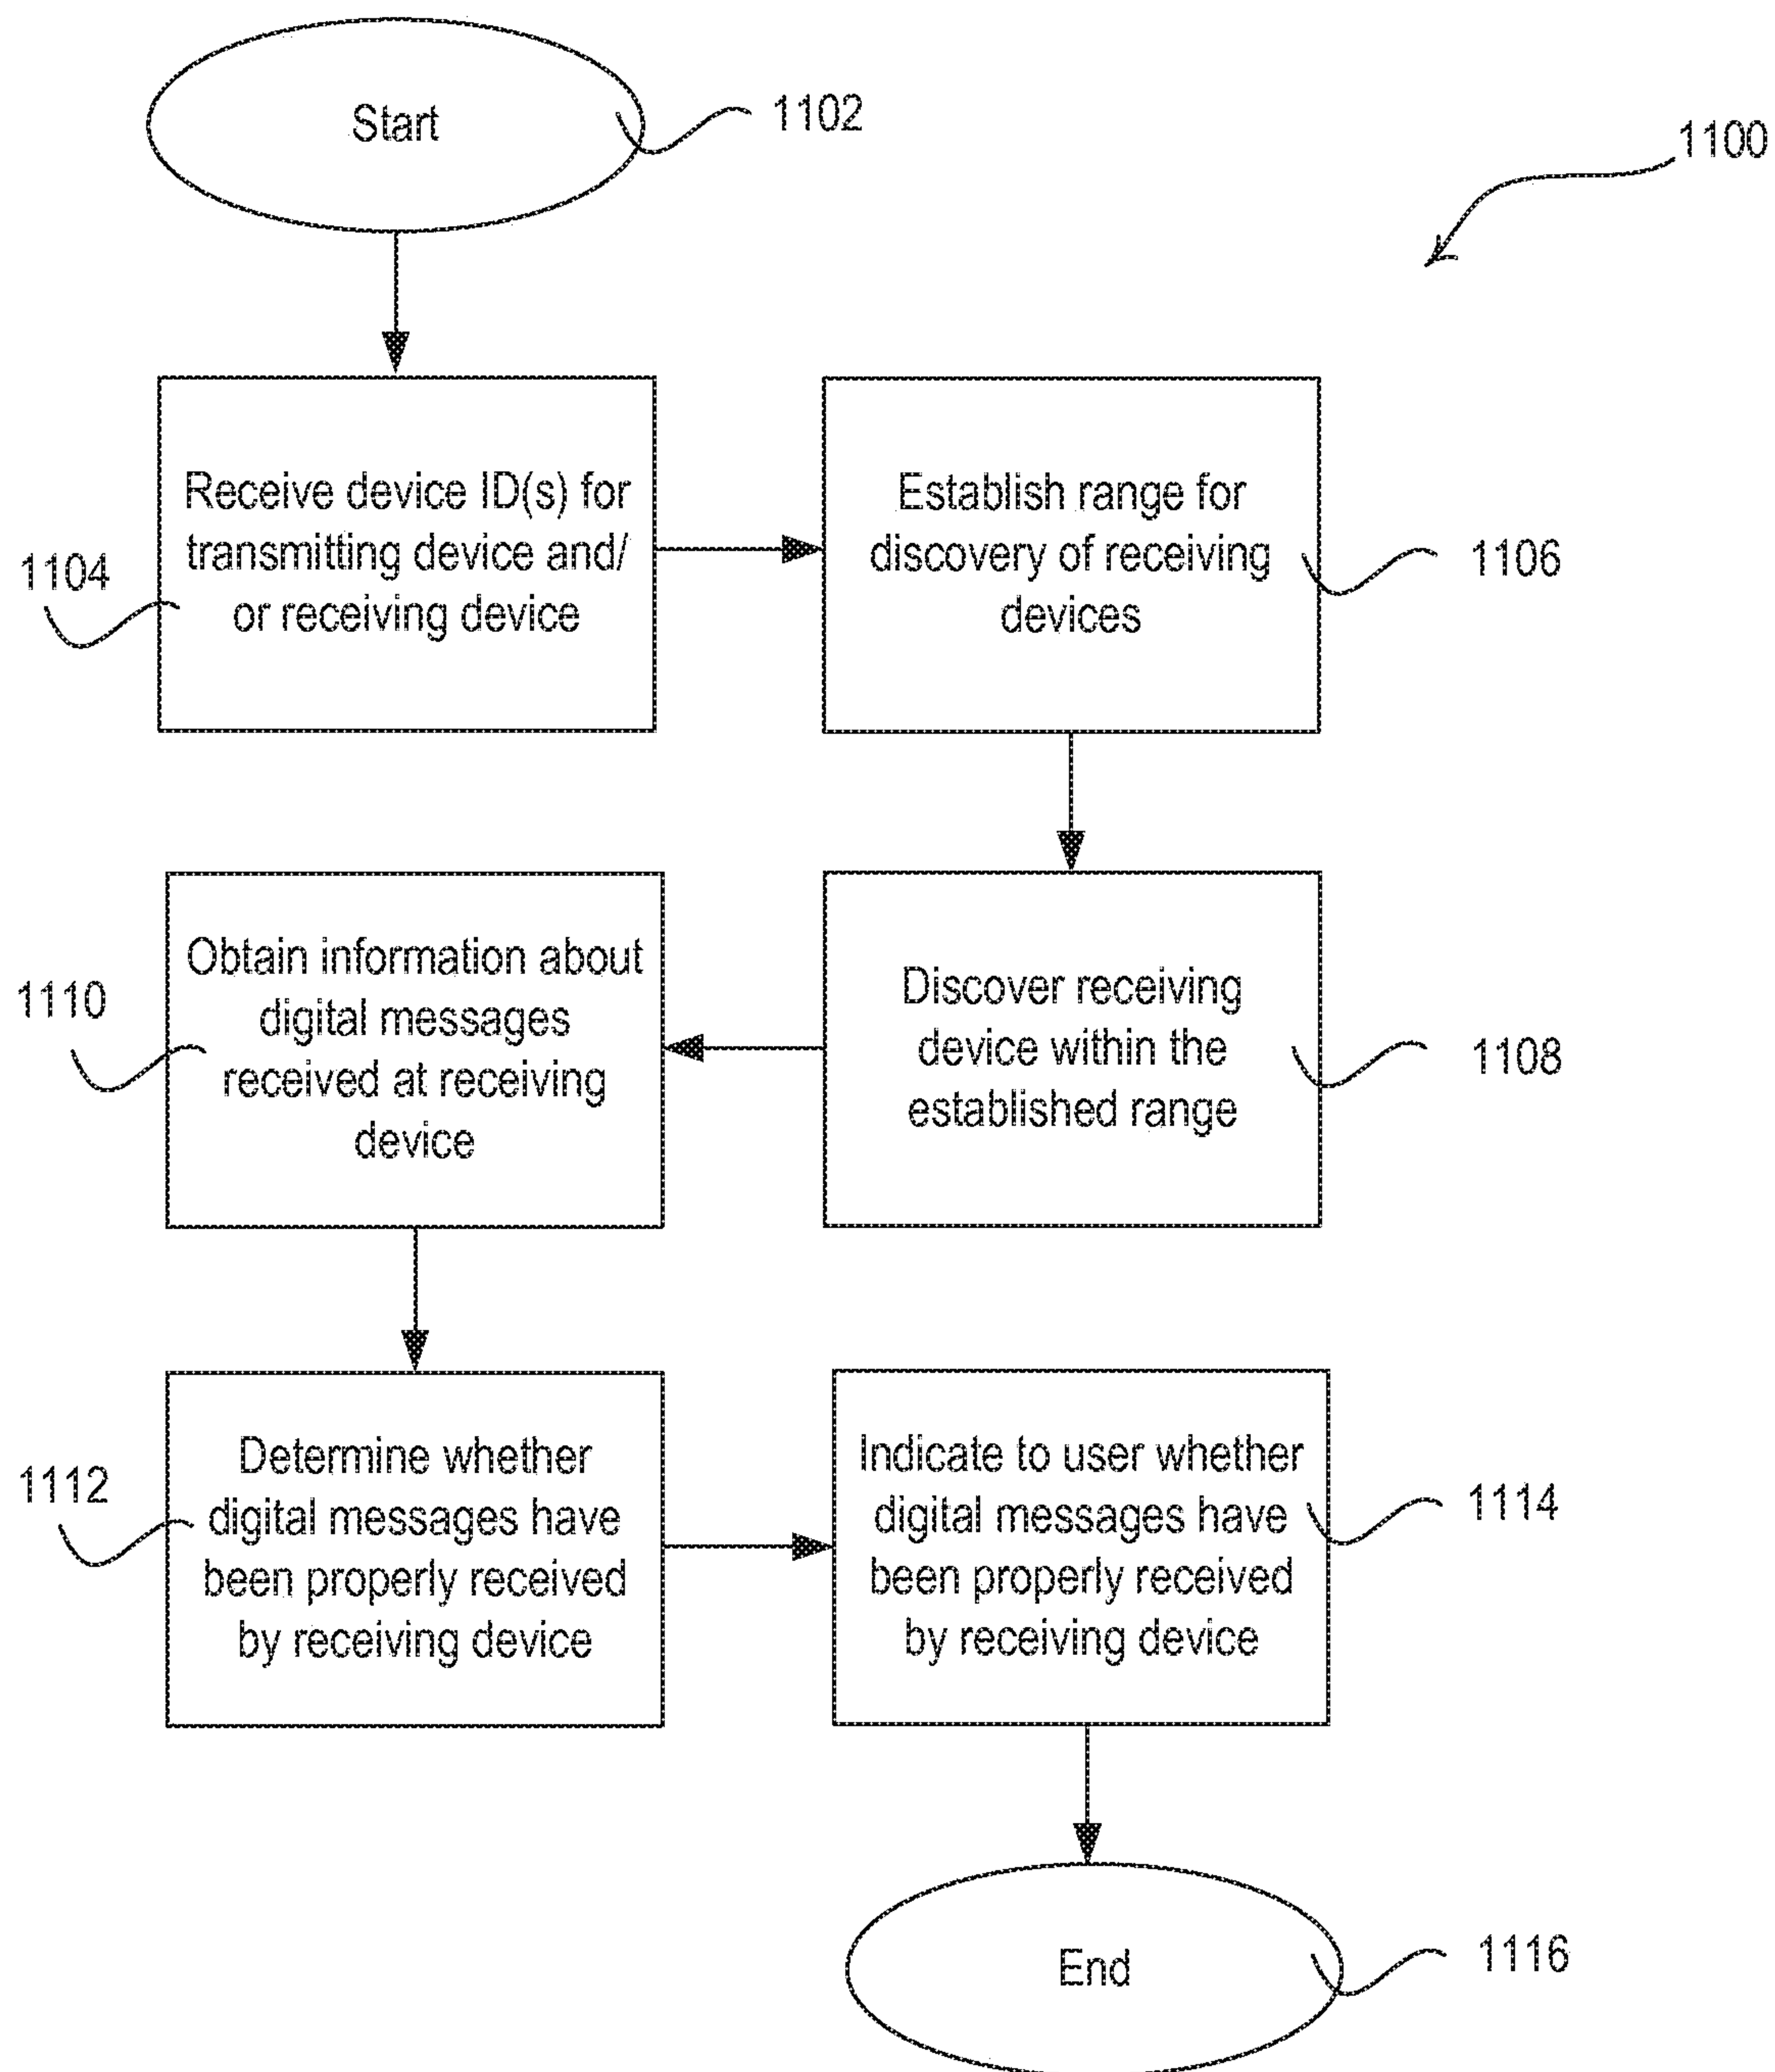 Start
1102
1100
Receive device ID(s) for
transmitting device and/
or receiving device
1104
Establish range for
discovery of receiving
devices
1106
Discover receiving
device within the
established range
1108
Obtain information about
digital messages
received at receiving
device
1110
Determine whether
digital messages have
been properly received
by receiving device
1112
Indicate to user whether
digital messages have
been properly received
by receiving device
1114
End
1116